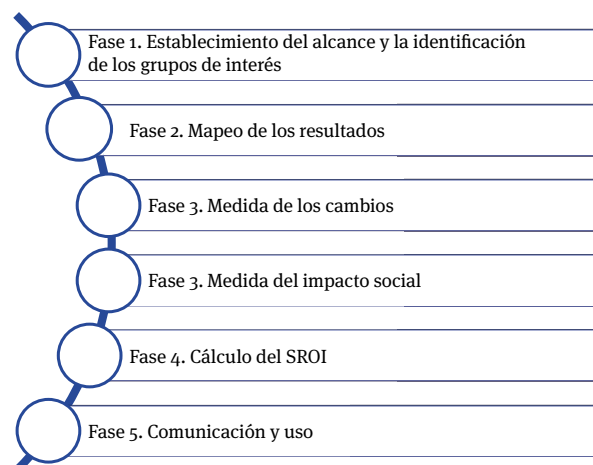 Fase 1. Establecimiento del alcance y la identificación
de los grupos de interés
Fase 2. Mapeo de los resultados
Fase 3. Medida de los cambios
Fase 3. Medida del impacto social
Fase 4. Cálculo del SROI
Fase 5. Comunicación y uso